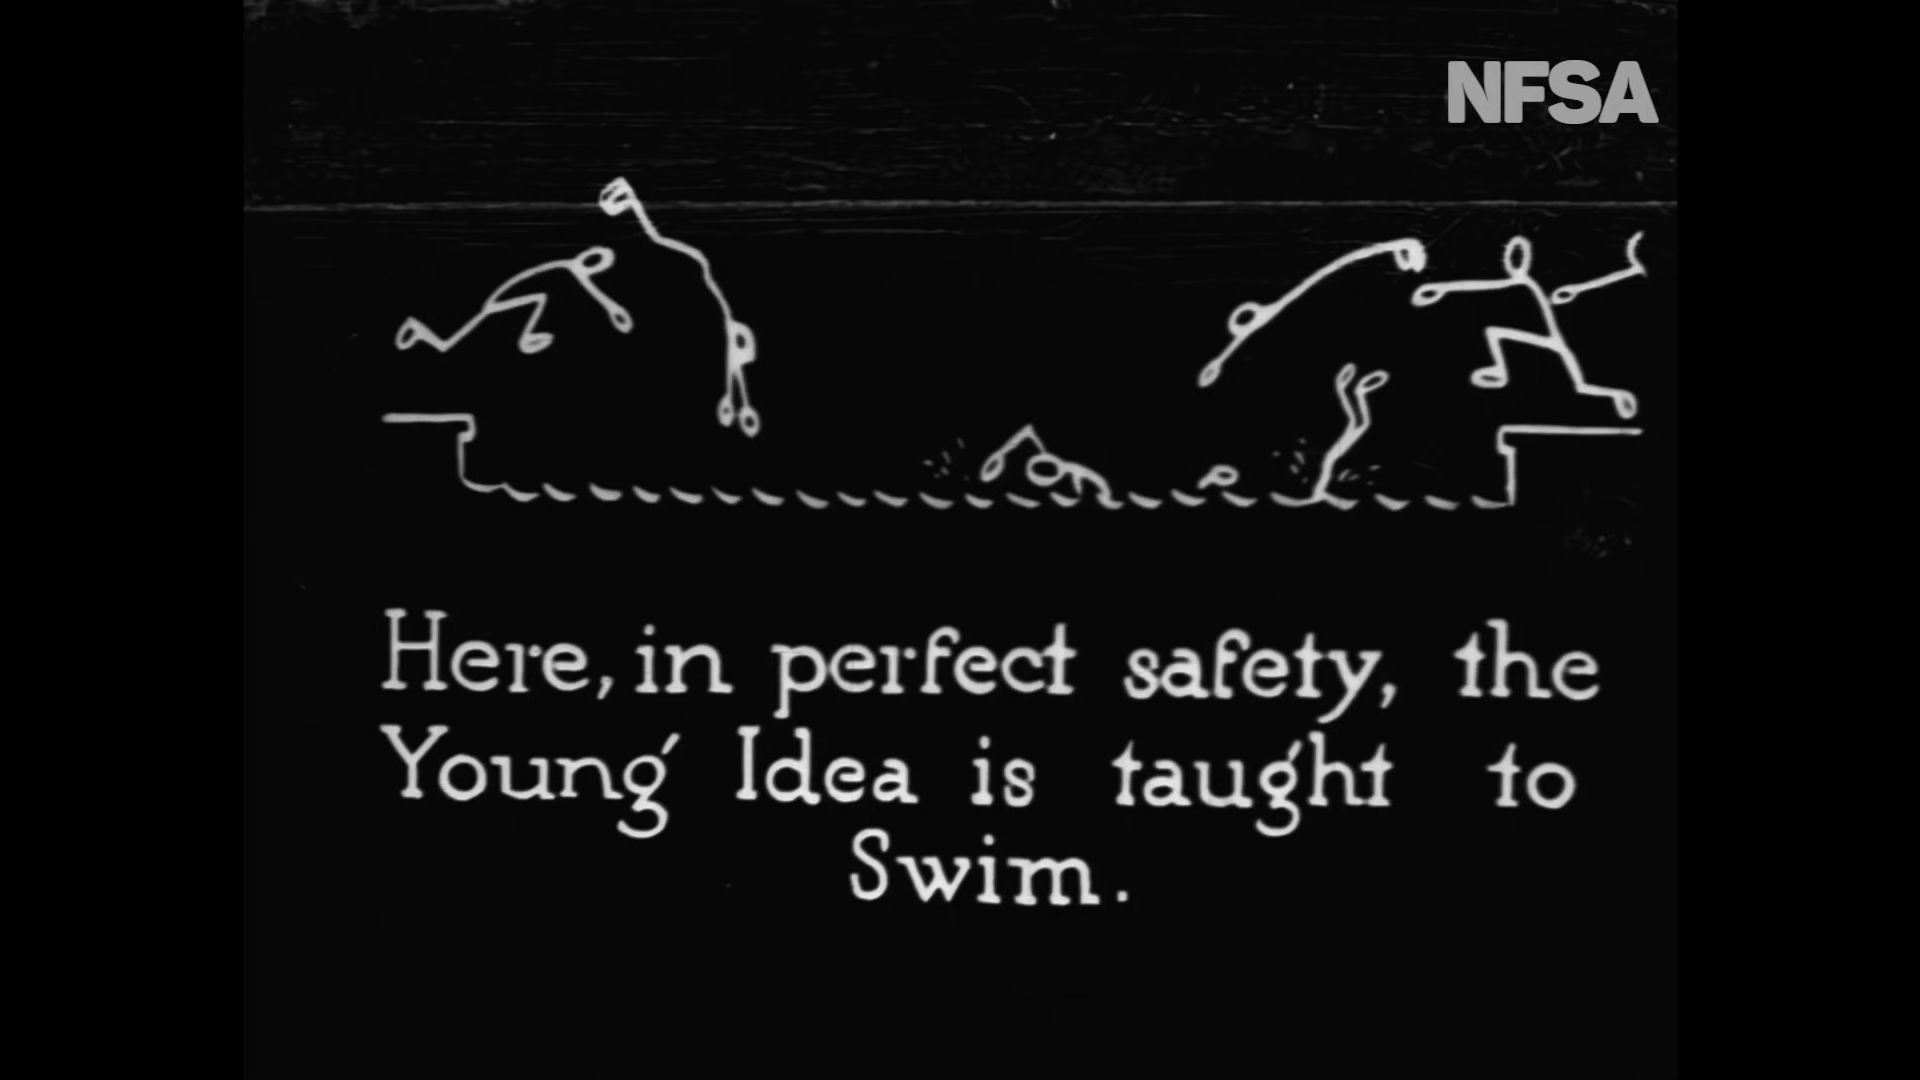 NFSA
Here, in perfect safety, the
Young Idea is taught to
Swim.